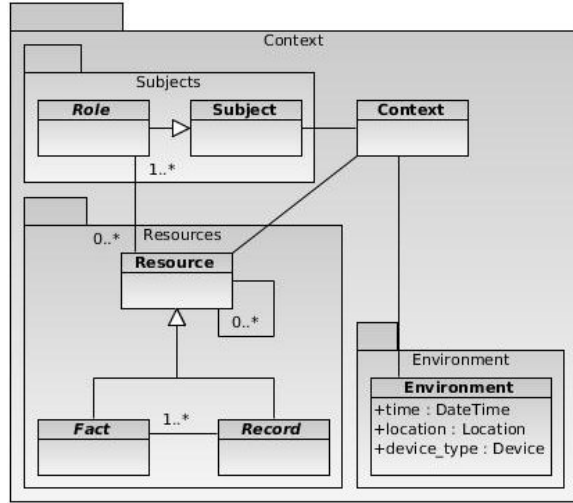 Context
Subjects
Role
Subject
Context
1..*
0..*
Resources
Resource
0..*
Environment
Environment
+time : DateTime
+location : Location
+device_type : Device
Fact
1..*
Record